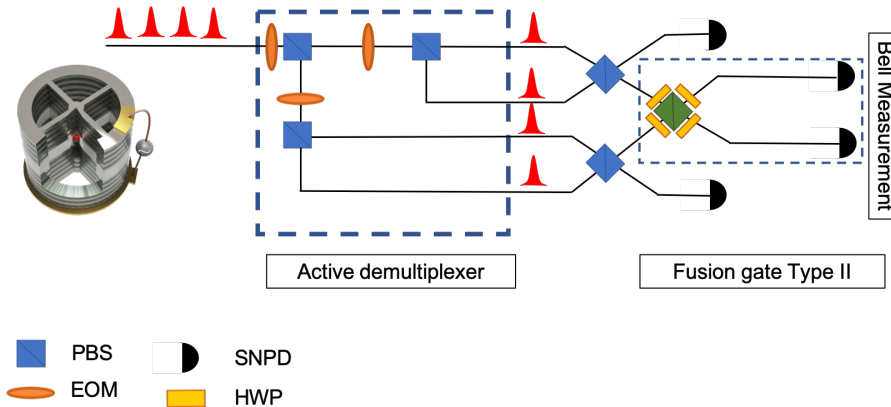 Bell Measurement
Active demultiplexer
Fusion gate Type II
PBS
SNPD
EOM
HWP